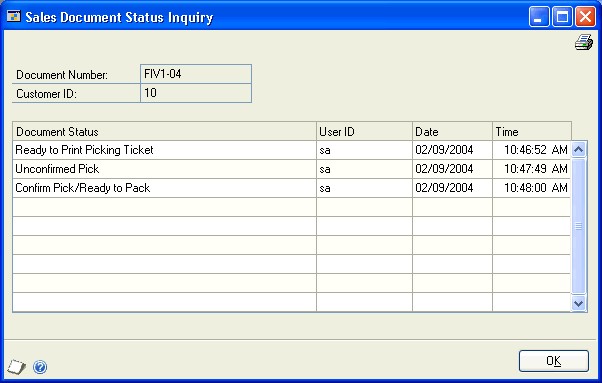 Sales Document Status Inquiry
Document Number: FIV1-04
Customer ID: 10
Document Status User ID Date Time
Ready to Print Picking Ticket sa 02/09/2004 10:46:52 AM
Unconfirmed Pick sa 02/09/2004 10:47:49 AM
Confirm Pick/Ready to Pack sa 02/09/2004 10:48:00 AM
OK